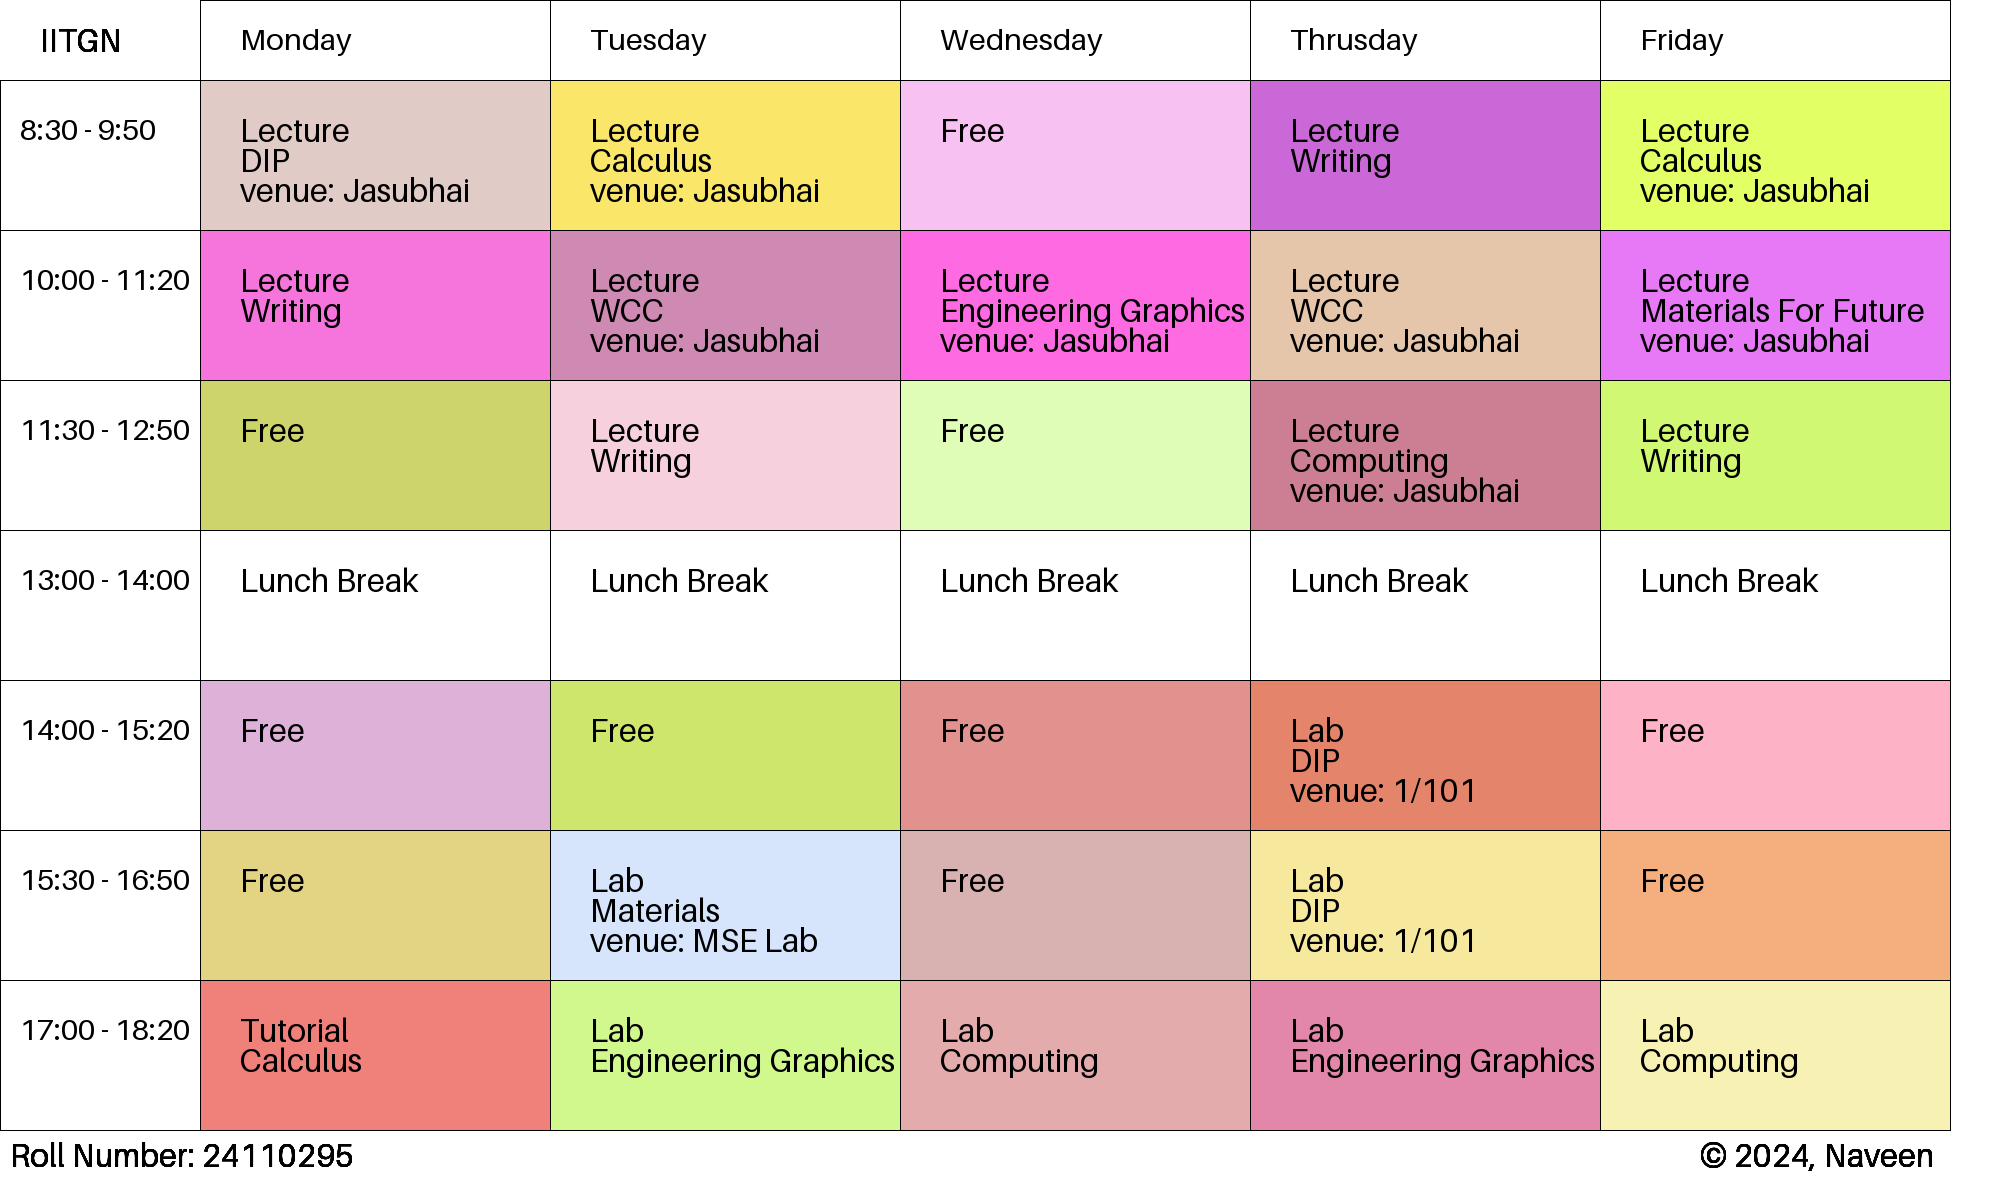 IITGN Monday Tuesday Wednesday Thrusday Friday
8:30 - 9:50
Lecture
DIP
venue: Jasubhai
Lecture
Calculus
venue: Jasubhai
Free
Lecture
Writing
Lecture
Calculus
venue: Jasubhai
10:00 - 11:20
Lecture
Writing
Lecture
WCC
venue: Jasubhai
Lecture
Engineering Graphics
venue: Jasubhai
Lecture
WCC
venue: Jasubhai
Lecture
Materials For Future
venue: Jasubhai
11:30 - 12:50
Free
Lecture
Writing
Free
Lecture
Computing
venue: Jasubhai
Lecture
Writing
13:00 - 14:00
Lunch Break
Lunch Break
Lunch Break
Lunch Break
Lunch Break
14:00 - 15:20
Free
Free
Free
Lab
DIP
venue: 1/101
Free
15:30 - 16:50
Free
Lab
Materials
venue: MSE Lab
Free
Lab
DIP
venue: 1/101
Free
17:00 - 18:20
Tutorial
Calculus
Lab
Engineering Graphics
Lab
Computing
Lab
Engineering Graphics
Lab
Computing
Roll Number: 24110295
© 2024, Naveen